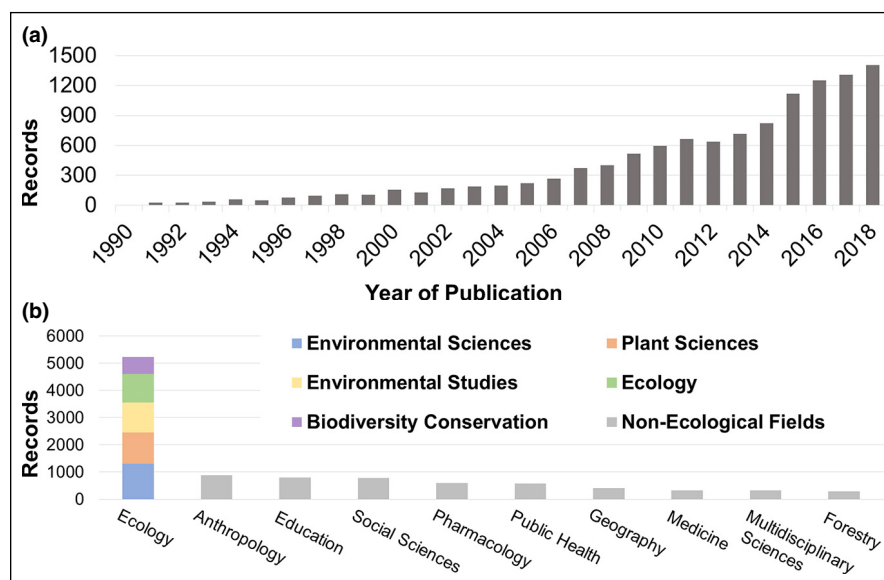 (a)
1500
1200
900
600
300
0
Records
1990
1992
1994
1996
1998
2000
2002
2004
2006
2008
2010
2012
2014
2016
2018
Year of Publication
(b)
6000
5000
4000
3000
2000
1000
0
Records
Environmental Sciences
Plant Sciences
Environmental Studies
Ecology
Biodiversity Conservation
Non-Ecological Fields
Ecology
Anthropology
Education
Social Sciences
Pharmacology
Public Health
Geography
Medicine
Multidisciplinary
Sciences
Forestry